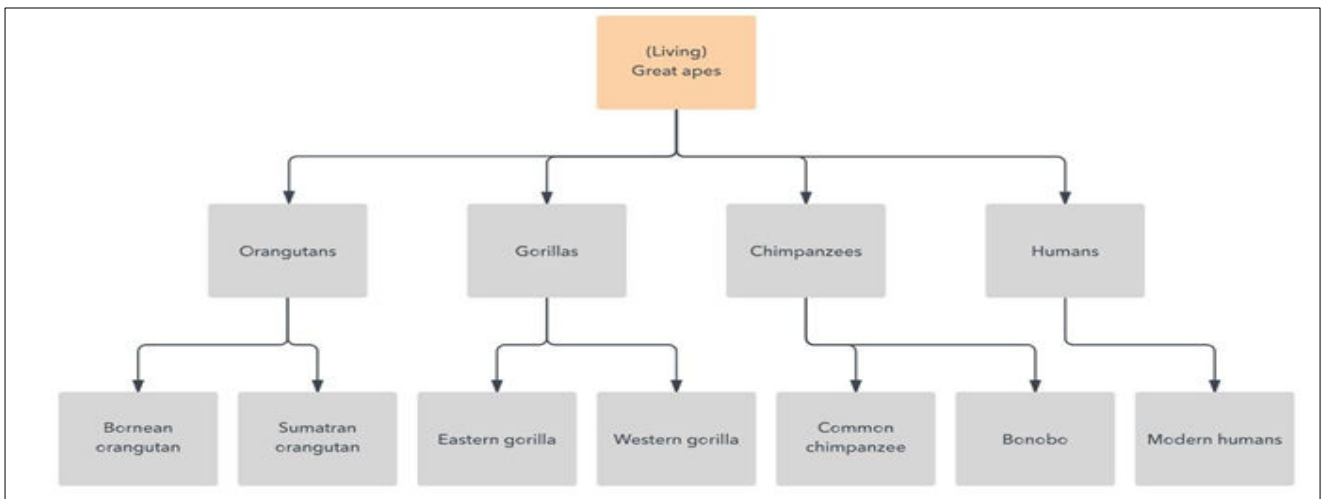 (Living)
Great apes
Orangutans
Gorillas
Chimpanzees
Humans
Bornean
orangutan
Sumatran
orangutan
Eastern gorilla
Western gorilla
Common
chimpanzee
Bonobo
Modern humans